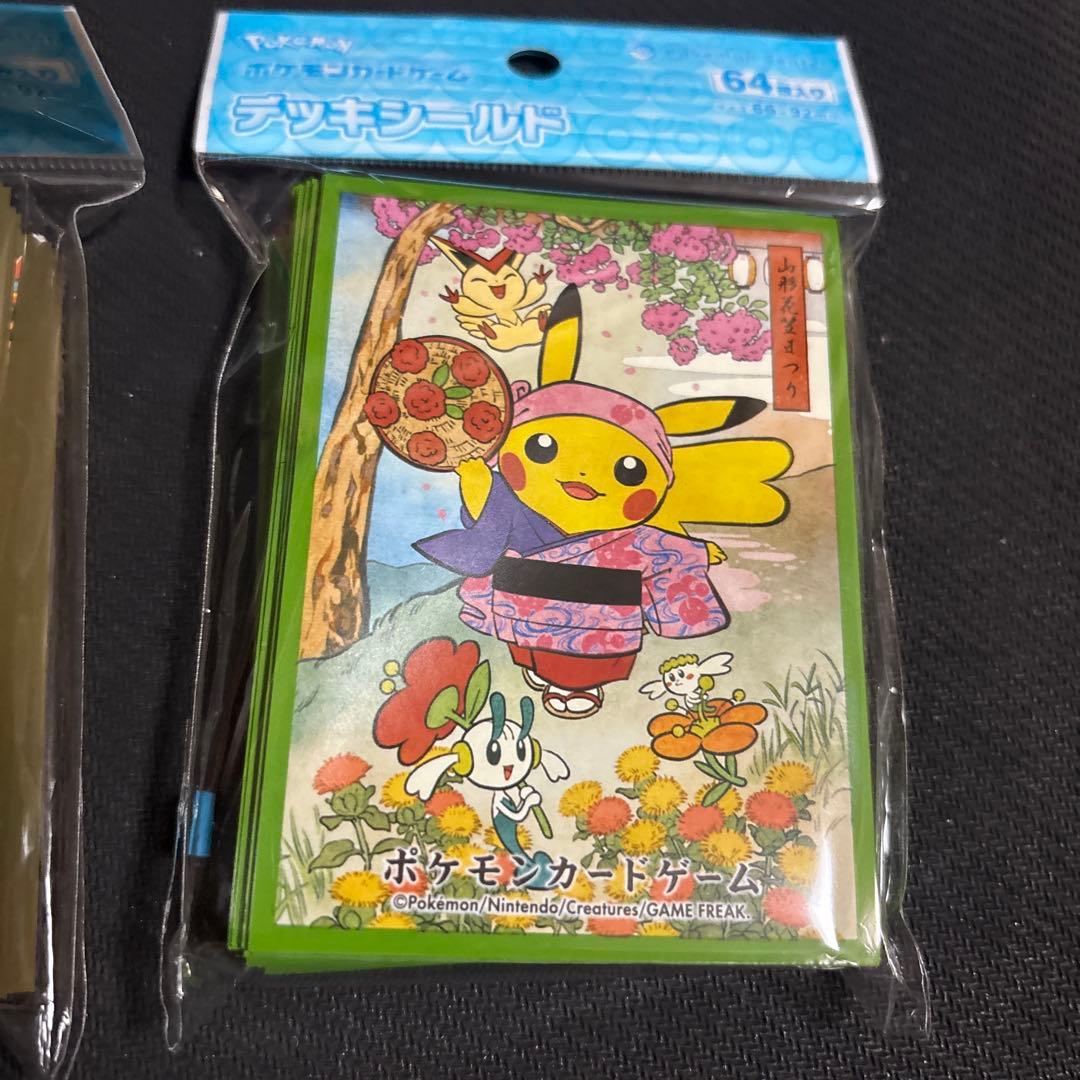 POKÉMON
ポケモンカードゲーム
デッキシールド
64枚入り
山形花笠まつり
ポケモンカードゲーム
©Pokémon/Nintendo/Creatures/GAME FREAK.